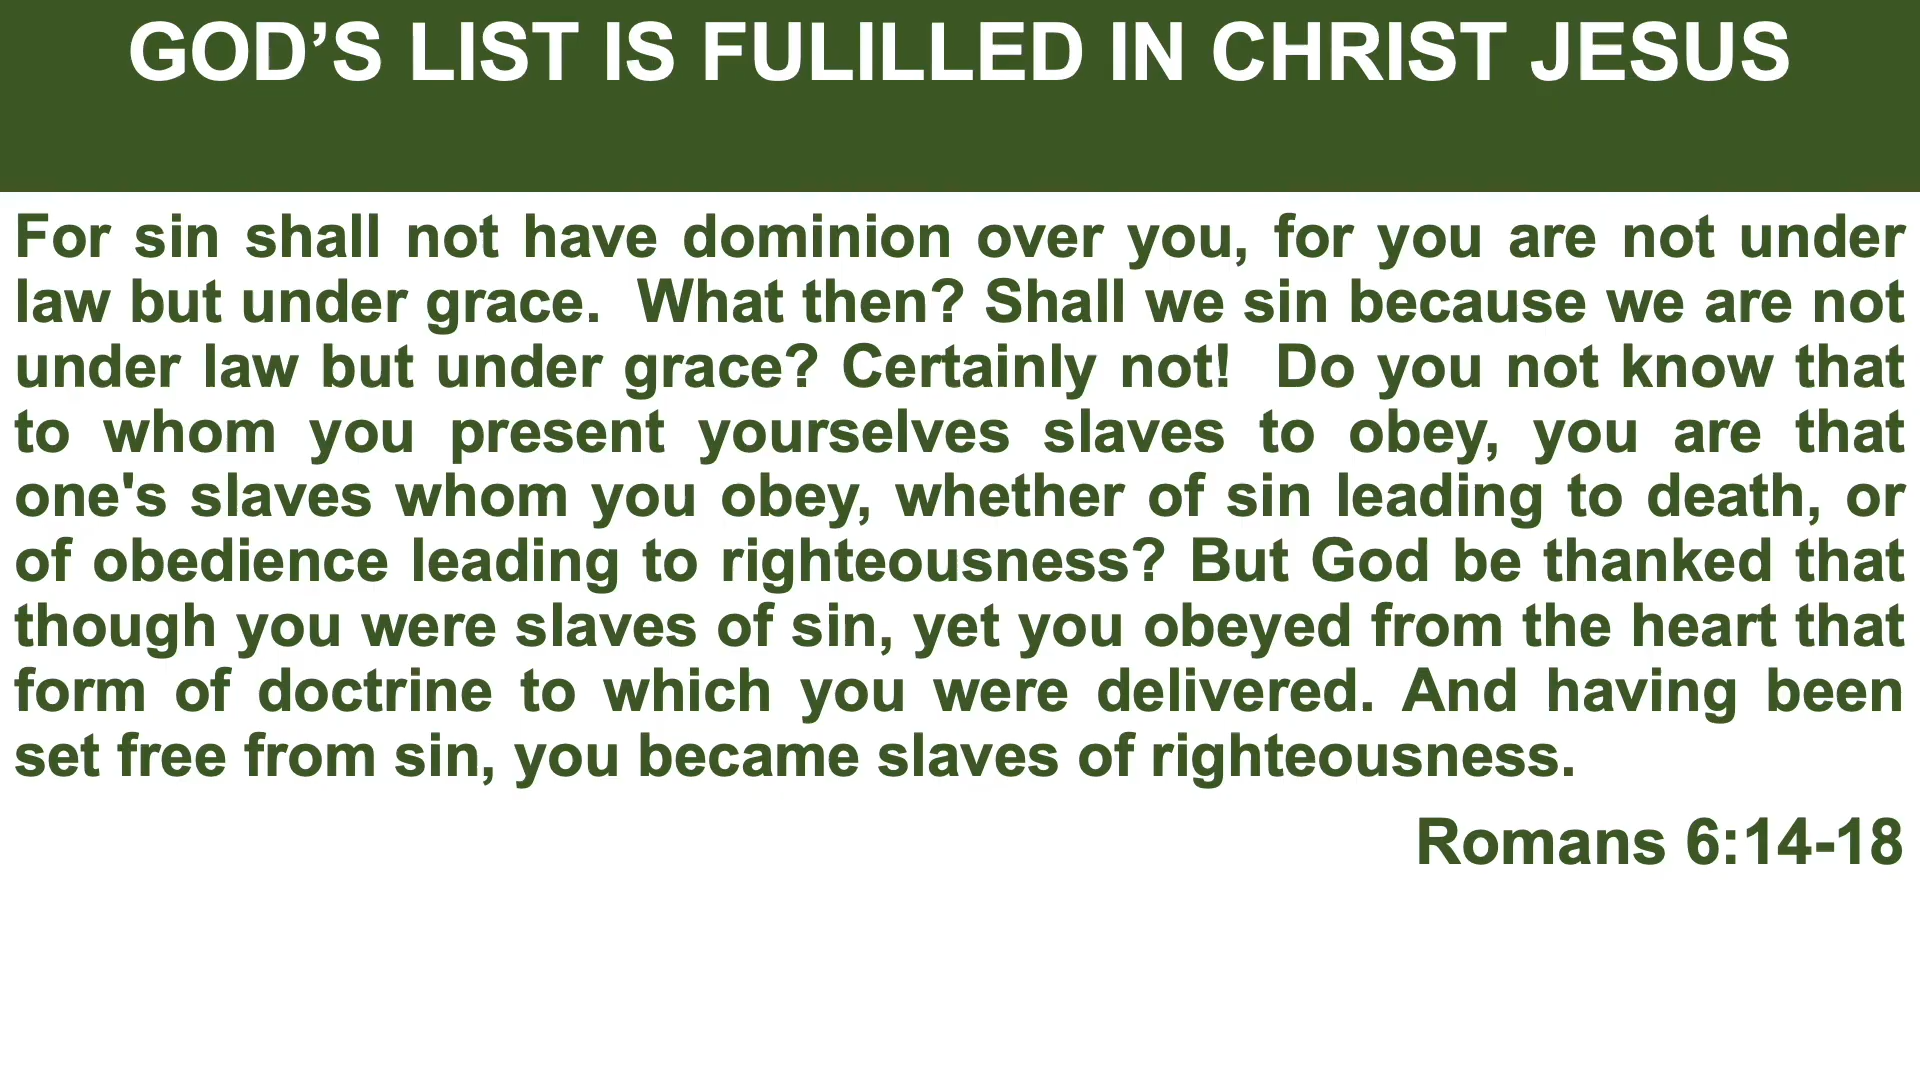 GOD’S LIST IS FULILLED IN CHRIST JESUS
For sin shall not have dominion over you, for you are not under
law but under grace.  What then? Shall we sin because we are not
under law but under grace? Certainly not!  Do you not know that
to whom you present yourselves slaves to obey, you are that
one's slaves whom you obey, whether of sin leading to death, or
of obedience leading to righteousness? But God be thanked that
though you were slaves of sin, yet you obeyed from the heart that
form of doctrine to which you were delivered. And having been
set free from sin, you became slaves of righteousness.
Romans 6:14-18